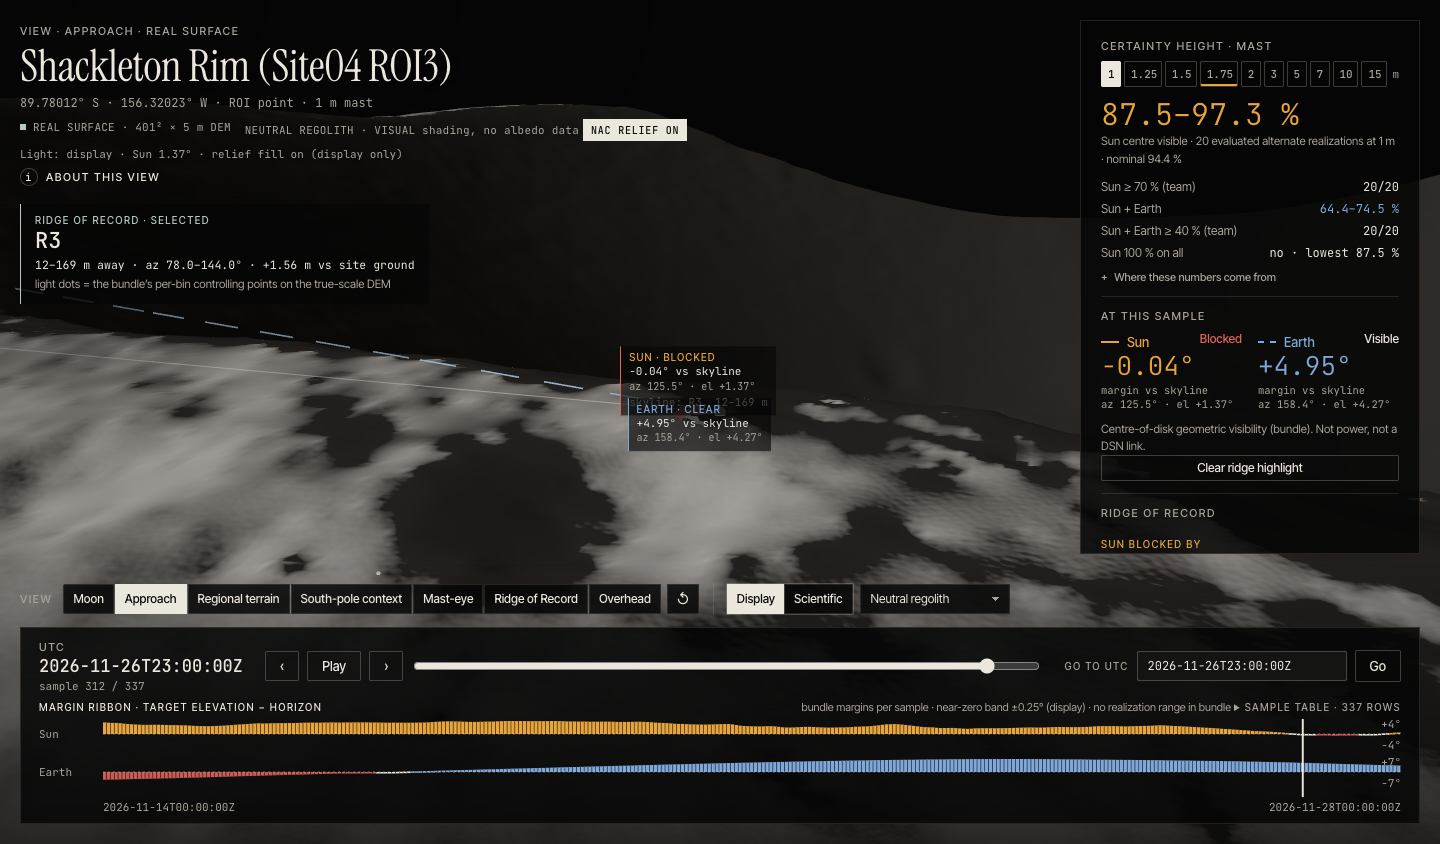 VIEW · APPROACH · REAL SURFACE
Shackleton Rim (Site04 ROI3)
89.78012° S · 156.32023° W · ROI point · 1 m mast
REAL SURFACE · 401² × 5 m DEM NEUTRAL REGOLITH · VISUAL shading, no albedo data NAC RELIEF ON
Light: display · Sun 1.37° · relief fill on (display only)
i ABOUT THIS VIEW
RIDGE OF RECORD · SELECTED
R3
12–169 m away · az 78.0–144.0° · +1.56 m vs site ground
light dots = the bundle's per-bin controlling points on the true-scale DEM
SUN · BLOCKED
-0.04° vs skyline
az 125.5° · el +1.37°
skyline: R3, 12–169 m
EARTH · CLEAR
+4.95° vs skyline
az 158.4° · el +4.27°
CERTAINTY HEIGHT · MAST
1 1.25 1.5 1.75 2 3 5 7 10 15 m
87.5–97.3 %
Sun centre visible · 20 evaluated alternate realizations at 1 m
· nominal 94.4 %
Sun ≥ 70 % (team) 20/20
Sun + Earth 64.4–74.5 %
Sun + Earth ≥ 40 % (team) 20/20
Sun 100 % on all no · lowest 87.5 %
+ Where these numbers come from
AT THIS SAMPLE
Sun Blocked
-0.04°
margin vs skyline
az 125.5° · el +1.37°
Earth Visible
+4.95°
margin vs skyline
az 158.4° · el +4.27°
Centre-of-disk geometric visibility (bundle). Not power, not a
DSN link.
Clear ridge highlight
RIDGE OF RECORD
SUN BLOCKED BY
VIEW Moon Approach Regional terrain South-pole context Mast-eye Ridge of Record Overhead Display Scientific Neutral regolith
UTC
2026-11-26T23:00:00Z
sample 312 / 337
‹ Play ›
GO TO UTC 2026-11-26T23:00:00Z Go
MARGIN RIBBON · TARGET ELEVATION – HORIZON
bundle margins per sample · near-zero band ±0.25° (display) · no realization range in bundle ▶ SAMPLE TABLE · 337 ROWS
Sun +4°
-4°
Earth +7°
-7°
2026-11-14T00:00:00Z 2026-11-28T00:00:00Z